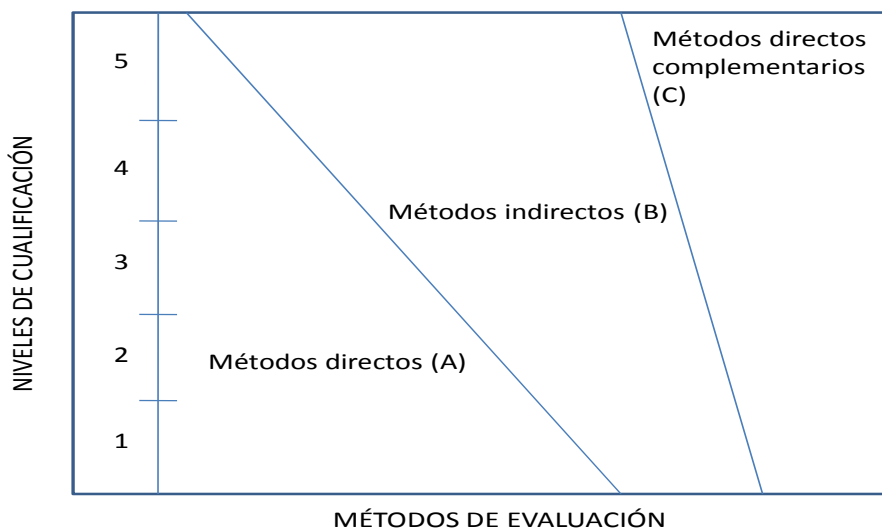 NIVELES DE CUALIFICACIÓN
5
4
3
2
1
Métodos directos
complementarios
(C)
Métodos indirectos (B)
Métodos directos (A)
MÉTODOS DE EVALUACIÓN